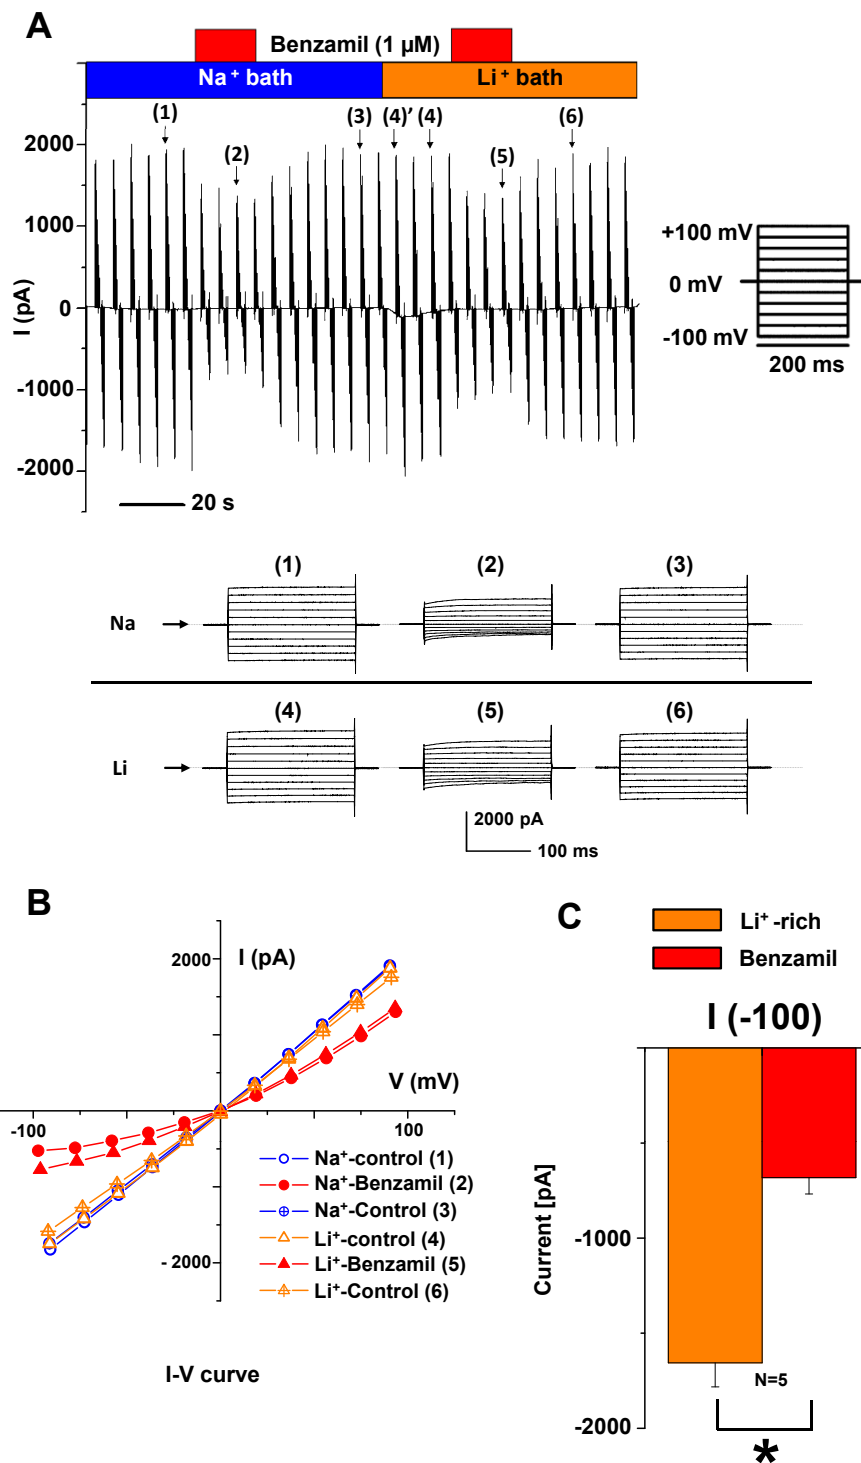 A
Benzamil (1 µM)
Na+ bath
Li+ bath
(1)
(2)
(3)
(4)’
(4)
(5)
(6)
2000
1000
0
-1000
-2000
I (pA)
20 s
+100 mV
0 mV
-100 mV
200 ms
(1)
(2)
(3)
Na
(4)
(5)
(6)
Li
2000 pA
100 ms
B
I (pA)
2000
V (mV)
-100
100
- 2000
Na+-control (1)
Na+-Benzamil (2)
Na+-Control (3)
Li+-control (4)
Li+-Benzamil (5)
Li+-Control (6)
I-V curve
C
Li+ -rich
Benzamil
I (-100)
Current [pA]
-1000
-2000
N=5
*